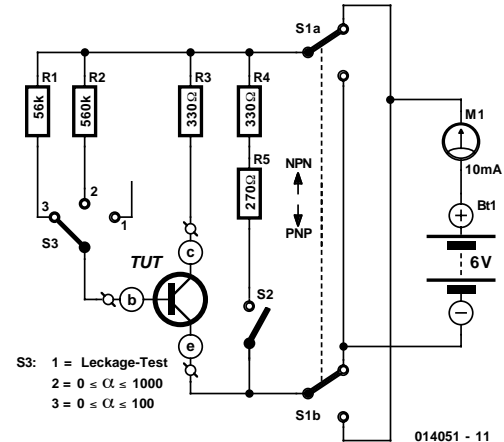 S1a
R1
R2
R3
R4
56k
560k
330Ω
330Ω
M1
10mA
R5
270Ω
NPN
PNP
Bt1
+
6V
−
3
2
1
S3
TUT
c
b
e
S2
S1b
S3: 1 = Leckage-Test
2 = 0 ≤ α ≤ 1000
3 = 0 ≤ α ≤ 100
014051 - 11